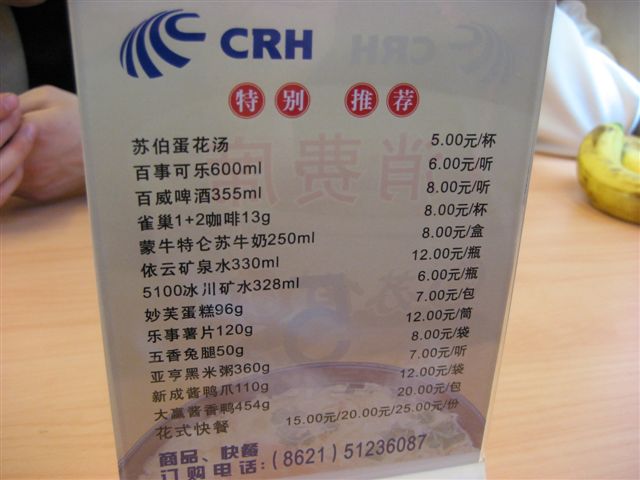 CRH
特别 推荐
苏伯蛋花汤 5.00元/杯
百事可乐600ml 6.00元/听
百威啤酒355ml 8.00元/听
雀巢1+2咖啡13g 8.00元/杯
蒙牛特仑苏牛奶250ml 8.00元/盒
依云矿泉水330ml 12.00元/瓶
5100冰川矿水328ml 6.00元/瓶
妙芙蛋糕96g 7.00元/包
乐事薯片120g 12.00元/筒
五香兔腿50g 8.00元/袋
亚亨黑米粥360g 7.00元/听
新成酱鸭爪110g 12.00元/袋
大赢酱香鸭454g 20.00元/包
花式快餐 15.00元/20.00元/25.00元/份
商品、快餐
订购电话:(8621)51236087